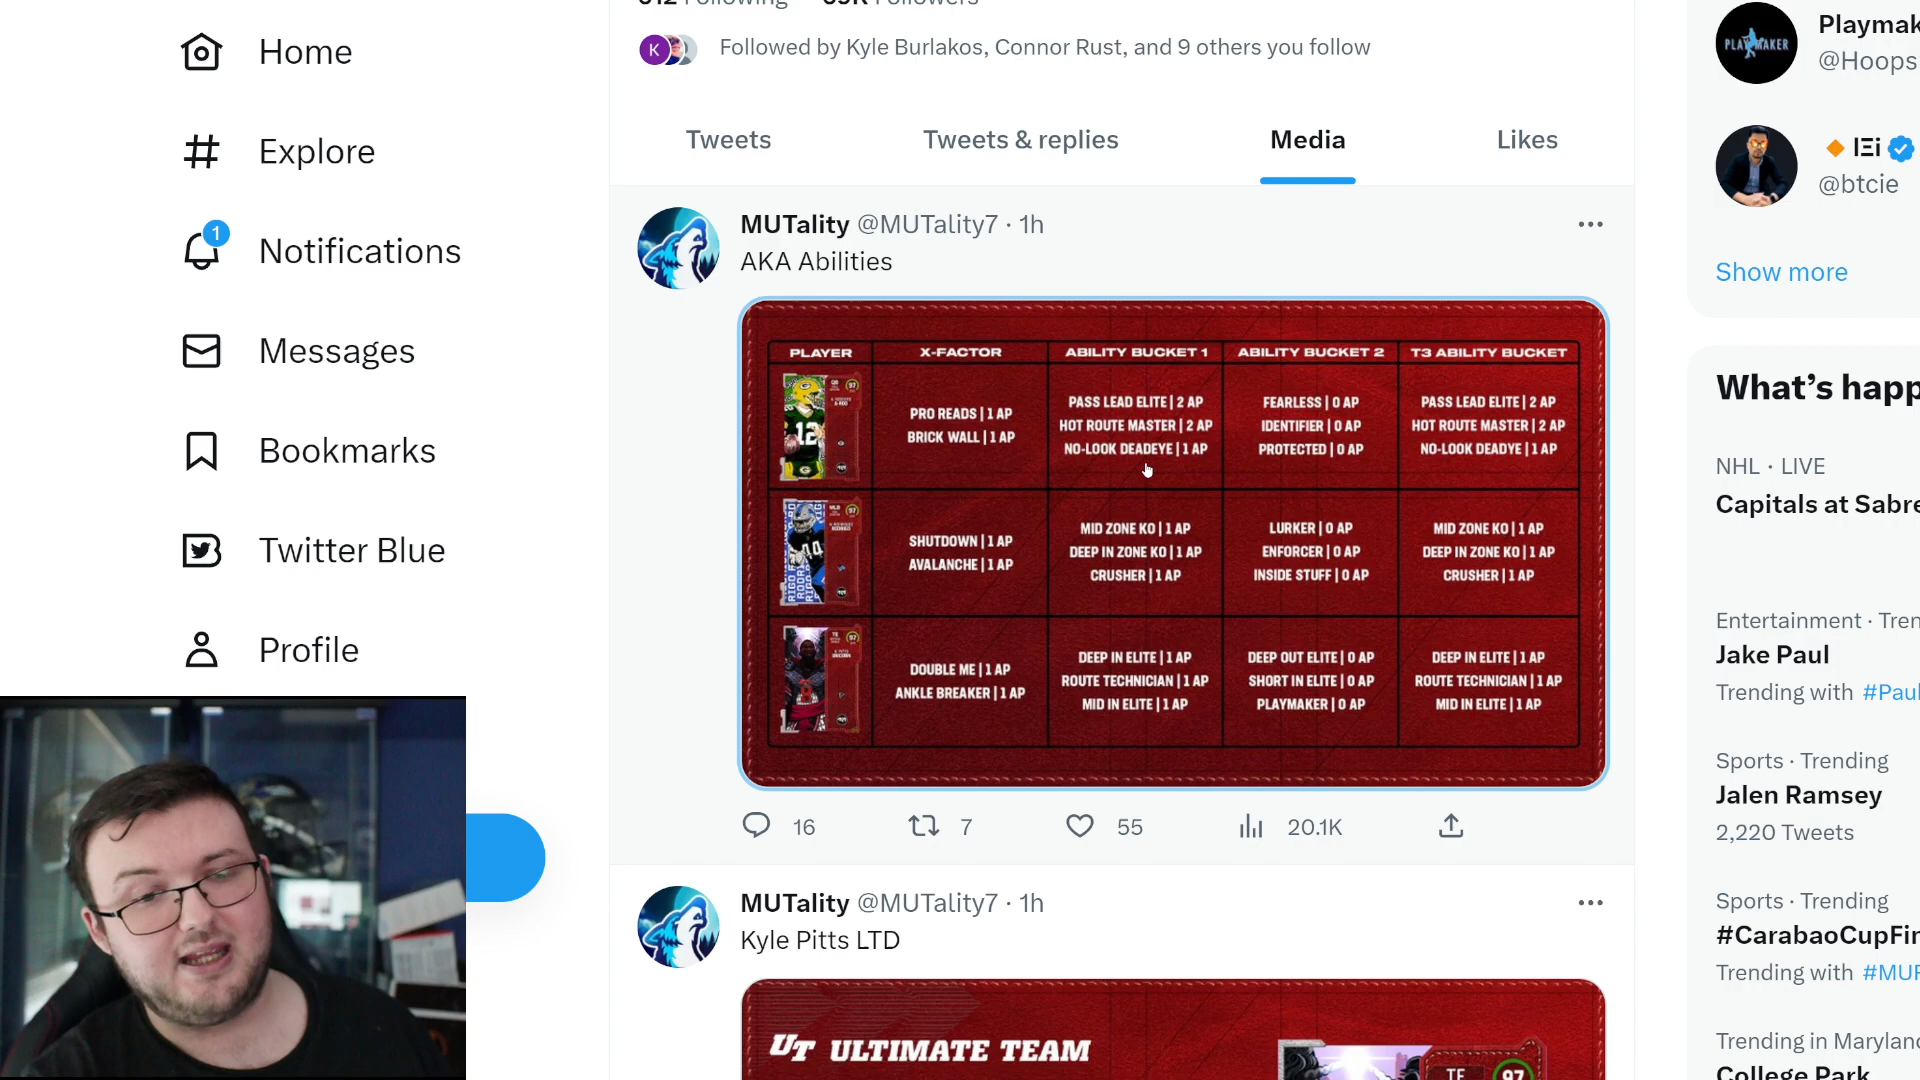 Followed by Kyle Burlakos, Connor Rust, and 9 others you follow
Home
Explore
1
Notifications
Messages
Bookmarks
Twitter Blue
Profile
K
Tweets
Tweets & replies
Media
Likes
MUTality @MUTality7 · 1h
AKA Abilities
PLAYER X-FACTOR ABILITY BUCKET 1 ABILITY BUCKET 2 T3 ABILITY BUCKET
PRO READS | 1 AP
BRICK WALL | 1 AP
PASS LEAD ELITE | 2 AP
HOT ROUTE MASTER | 2 AP
NO-LOOK DEADEYE | 1 AP
FEARLESS | 0 AP
IDENTIFIER | 0 AP
PROTECTED | 0 AP
PASS LEAD ELITE | 2 AP
HOT ROUTE MASTER | 2 AP
NO-LOOK DEADYE | 1 AP
SHUTDOWN | 1 AP
AVALANCHE | 1 AP
MID ZONE KO | 1 AP
DEEP IN ZONE KO | 1 AP
CRUSHER | 1 AP
LURKER | 0 AP
ENFORCER | 0 AP
INSIDE STUFF | 0 AP
MID ZONE KO | 1 AP
DEEP IN ZONE KO | 1 AP
CRUSHER | 1 AP
DOUBLE ME | 1 AP
ANKLE BREAKER | 1 AP
DEEP IN ELITE | 1 AP
ROUTE TECHNICIAN | 1 AP
MID IN ELITE | 1 AP
DEEP OUT ELITE | 0 AP
SHORT IN ELITE | 0 AP
PLAYMAKER | 0 AP
DEEP IN ELITE | 1 AP
ROUTE TECHNICIAN | 1 AP
MID IN ELITE | 1 AP
16
7
55
20.1K
MUTality @MUTality7 · 1h
Kyle Pitts LTD
UT ULTIMATE TEAM
TE
97
PLAYMAKER
Playmak
@Hoops
@btcie
Show more
What's happ
NHL · LIVE
Capitals at Sabre
Entertainment · Tren
Jake Paul
Trending with #Paul
Sports · Trending
Jalen Ramsey
2,220 Tweets
Sports · Trending
#CarabaoCupFin
Trending with #MUF
Trending in Maryland
College Park